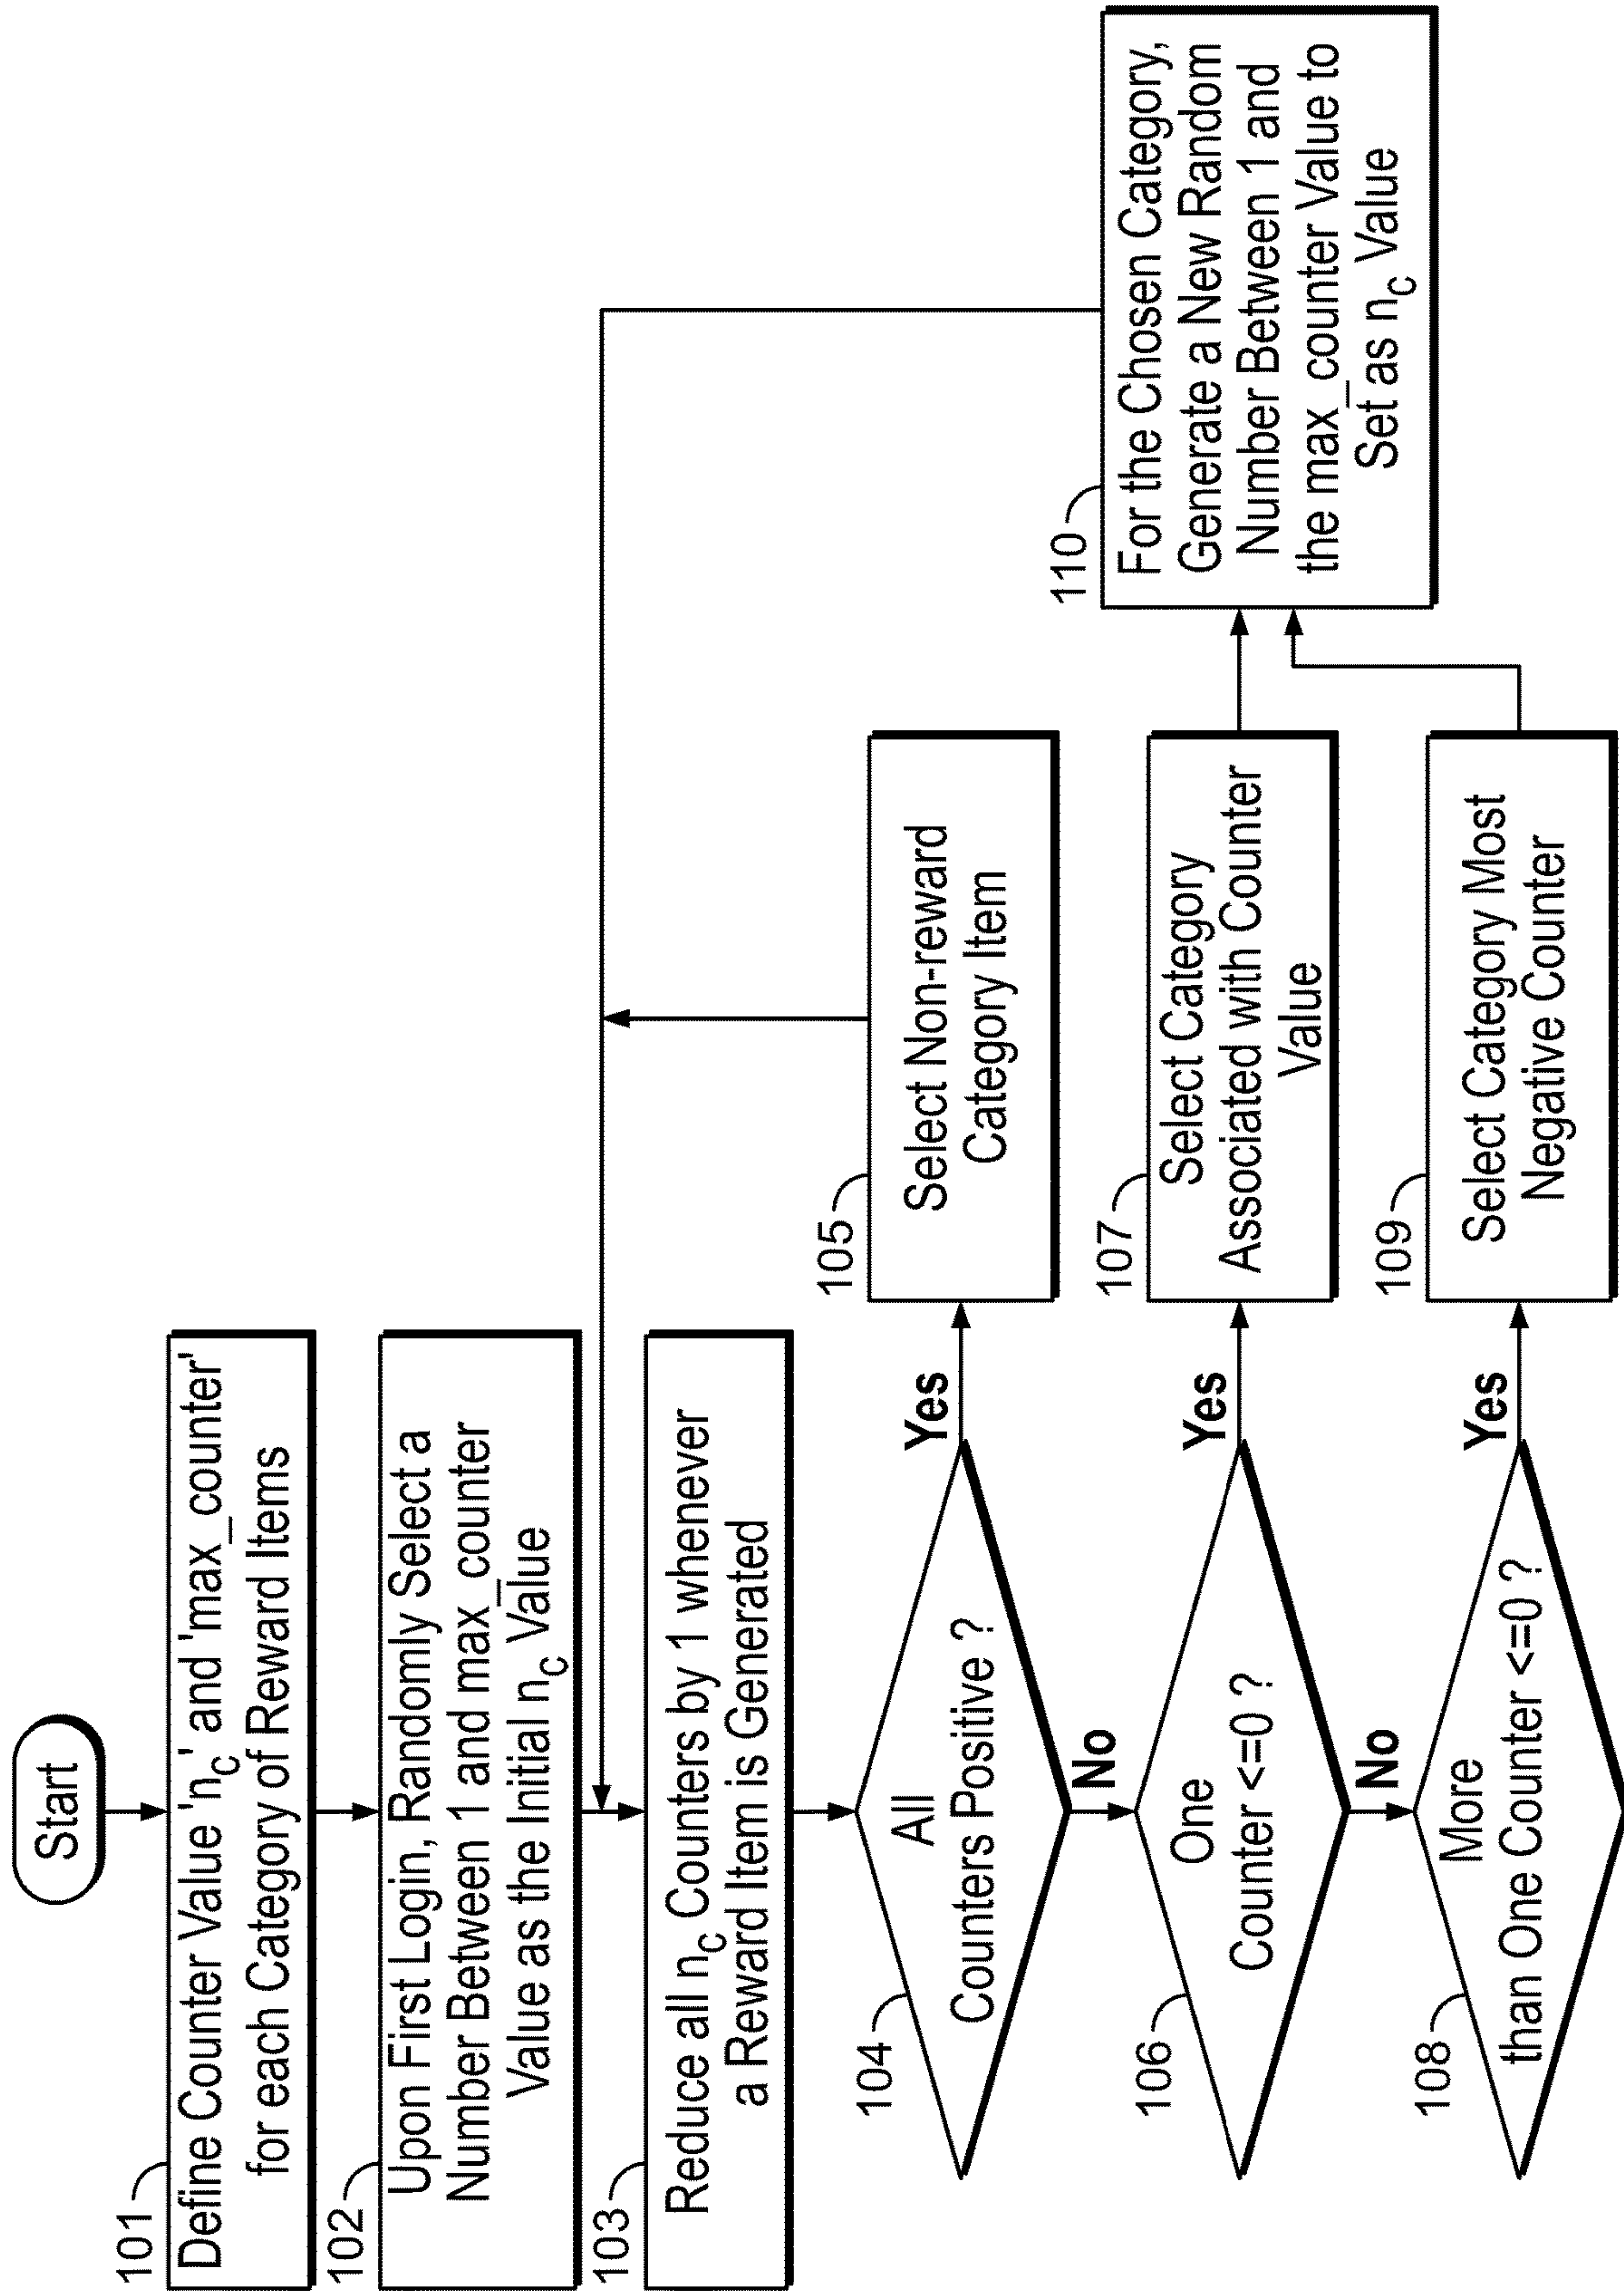 Start
101
Define Counter Value 'nc' and 'max_counter'
for each Category of Reward Items
102
Upon First Login, Randomly Select a
Number Between 1 and max_counter
Value as the Initial nc Value
103
Reduce all nc Counters by 1 whenever
a Reward Item is Generated
104
All
Counters Positive ?
Yes
No
105
Select Non-reward
Category Item
106
One
Counter <=0 ?
Yes
No
107
Select Category
Associated with Counter
Value
108
More
than One Counter <=0 ?
Yes
109
Select Category Most
Negative Counter
110
For the Chosen Category,
Generate a New Random
Number Between 1 and
the max_counter Value to
Set as nc Value